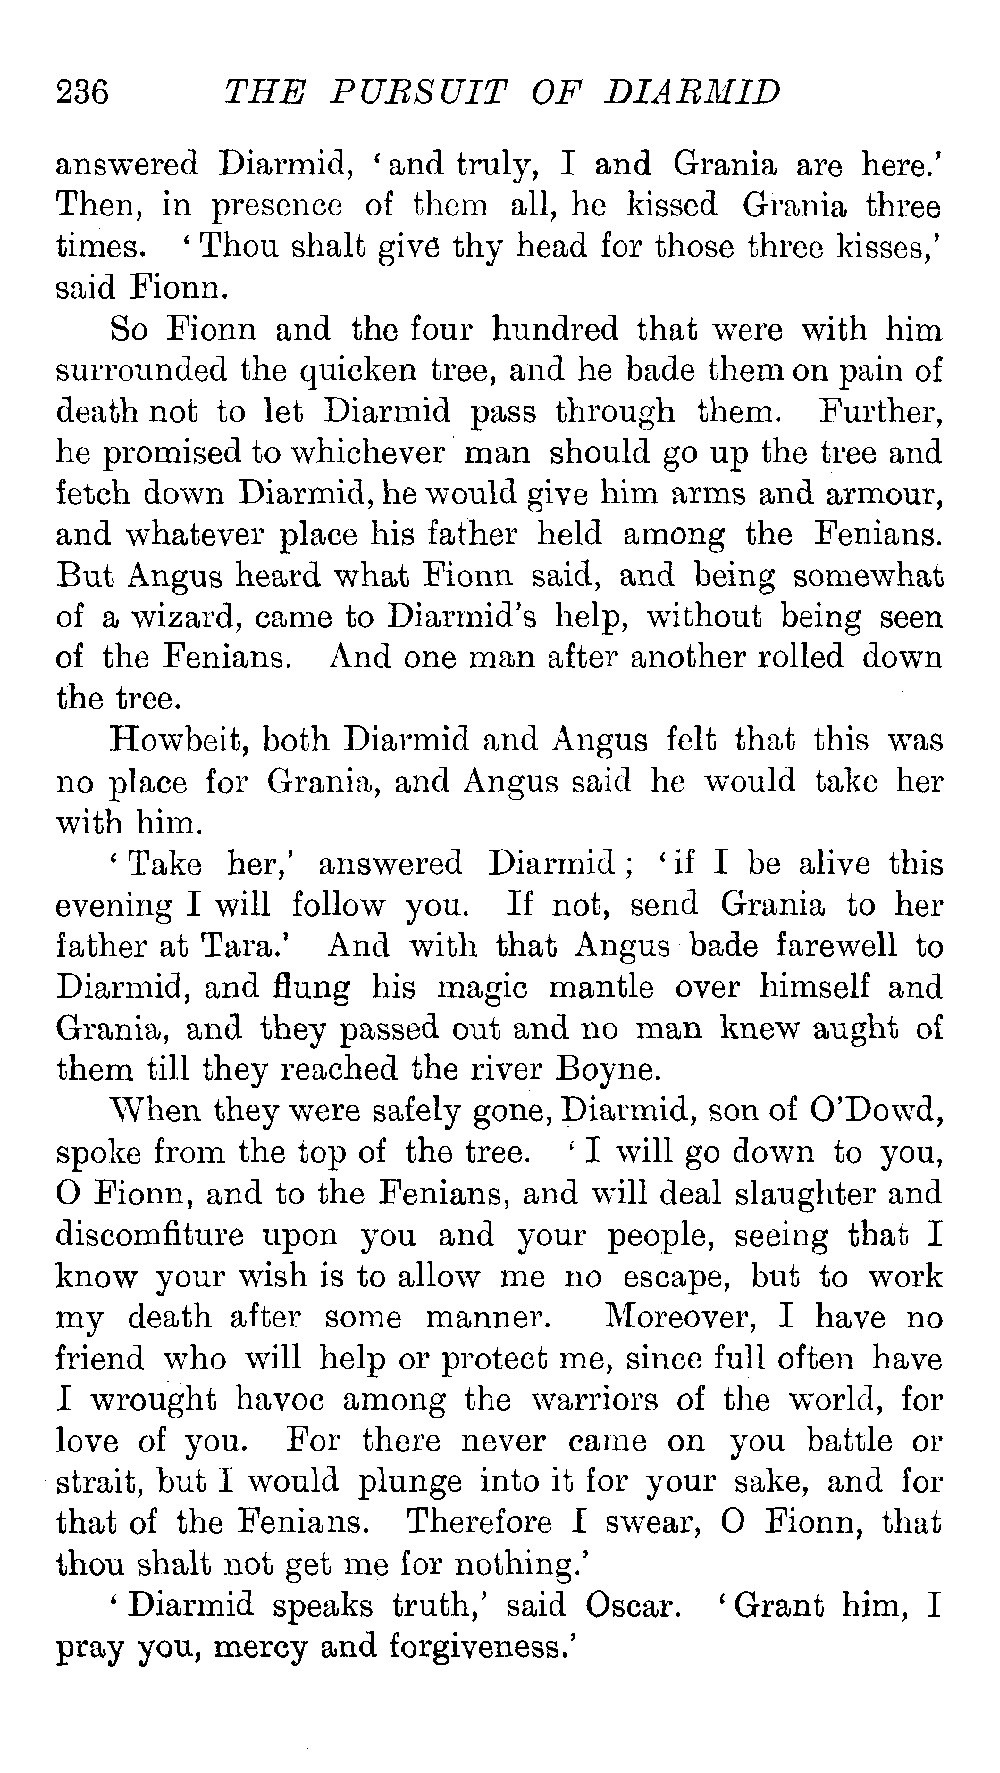 236 THE PURSUIT OF DIARMID
answered Diarmid, ‘and truly, I and Grania are here.’
Then, in presence of them all, he kissed Grania three
times. ‘Thou shalt give thy head for those three kisses,’
said Fionn.
So Fionn and the four hundred that were with him
surrounded the quicken tree, and he bade them on pain of
death not to let Diarmid pass through them. Further,
he promised to whichever man should go up the tree and
fetch down Diarmid, he would give him arms and armour,
and whatever place his father held among the Fenians.
But Angus heard what Fionn said, and being somewhat
of a wizard, came to Diarmid’s help, without being seen
of the Fenians. And one man after another rolled down
the tree.
Howbeit, both Diarmid and Angus felt that this was
no place for Grania, and Angus said he would take her
with him.
‘Take her,’ answered Diarmid; ‘if I be alive this
evening I will follow you. If not, send Grania to her
father at Tara.’ And with that Angus bade farewell to
Diarmid, and flung his magic mantle over himself and
Grania, and they passed out and no man knew aught of
them till they reached the river Boyne.
When they were safely gone, Diarmid, son of O’Dowd,
spoke from the top of the tree. ‘I will go down to you,
O Fionn, and to the Fenians, and will deal slaughter and
discomfiture upon you and your people, seeing that I
know your wish is to allow me no escape, but to work
my death after some manner. Moreover, I have no
friend who will help or protect me, since full often have
I wrought havoc among the warriors of the world, for
love of you. For there never came on you battle or
strait, but I would plunge into it for your sake, and for
that of the Fenians. Therefore I swear, O Fionn, that
thou shalt not get me for nothing.’
‘Diarmid speaks truth,’ said Oscar. ‘Grant him, I
pray you, mercy and forgiveness.’